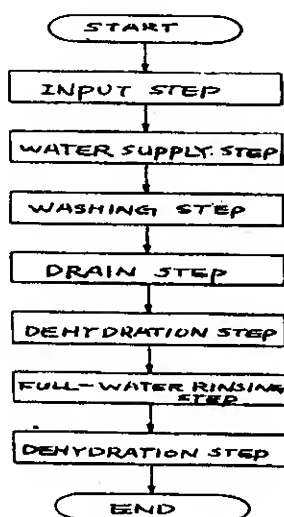 START
INPUT STEP
WATER SUPPLY. STEP
WASHING STEP
DRAIN STEP
DEHYDRATION STEP
FULL-WATER RINSING
STEP
DEHYDRATION STEP
END